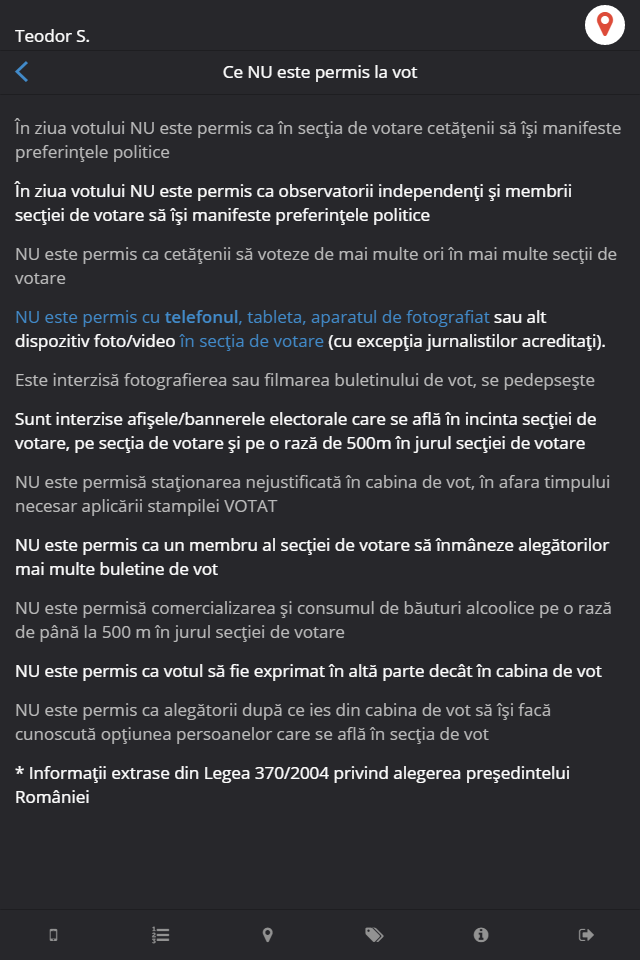 Teodor S.
Ce NU este permis la vot
În ziua votului NU este permis ca în secţia de votare cetăţenii să îşi manifeste
preferinţele politice
În ziua votului NU este permis ca observatorii independenţi şi membrii
secţiei de votare să îşi manifeste preferinţele politice
NU este permis ca cetăţenii să voteze de mai multe ori în mai multe secţii de
votare
NU este permis cu telefonul, tableta, aparatul de fotografiat sau alt
dispozitiv foto/video în secţia de votare (cu excepţia jurnalistilor acreditaţi).
Este interzisă fotografierea sau filmarea buletinului de vot, se pedepseşte
Sunt interzise afişele/bannerele electorale care se află în incinta secţiei de
votare, pe secţia de votare şi pe o rază de 500m în jurul secţiei de votare
NU este permisă staţionarea nejustificată în cabina de vot, în afara timpului
necesar aplicării stampilei VOTAT
NU este permis ca un membru al secţiei de votare să înmâneze alegătorilor
mai multe buletine de vot
NU este permisă comercializarea şi consumul de băuturi alcoolice pe o rază
de până la 500 m în jurul secţiei de votare
NU este permis ca votul să fie exprimat în altă parte decât în cabina de vot
NU este permis ca alegătorii după ce ies din cabina de vot să îşi facă
cunoscută opţiunea persoanelor care se află în secţia de vot
* Informaţii extrase din Legea 370/2004 privind alegerea preşedintelui
României